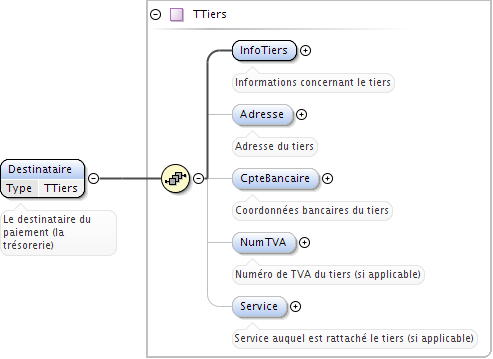 TTiers
InfoTiers
Informations concernant le tiers
Adresse
Adresse du tiers
Destinataire
Type TTiers
Le destinataire du
paiement (la
trésorerie)
CpteBancaire
Coordonnées bancaires du tiers
NumTVA
Numéro de TVA du tiers (si applicable)
Service
Service auquel est rattaché le tiers (si applicable)